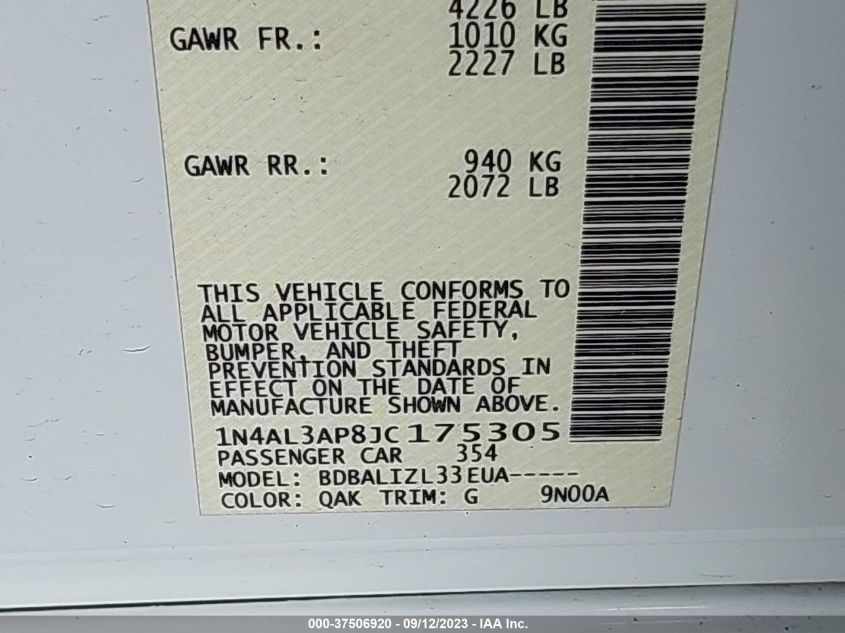 4226 LB
GAWR FR.: 1010 KG
2227 LB
GAWR RR.: 940 KG
2072 LB
THIS VEHICLE CONFORMS TO
ALL APPLICABLE FEDERAL
MOTOR VEHICLE SAFETY,
BUMPER, AND THEFT
PREVENTION STANDARDS IN
EFFECT ON THE DATE OF
MANUFACTURE SHOWN ABOVE.
1N4AL3AP8JC175305
PASSENGER CAR 354
MODEL: BDBALIZL33EUA-----
COLOR: QAK TRIM: G 9N00A
000-37506920 - 09/12/2023 - IAA Inc.